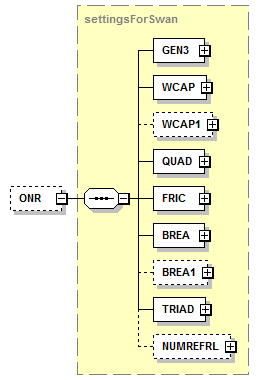 settingsForSwan
GEN3
WCAP
WCAP1
QUAD
ONR
FRIC
BREA
BREA1
TRIAD
NUMREFRL